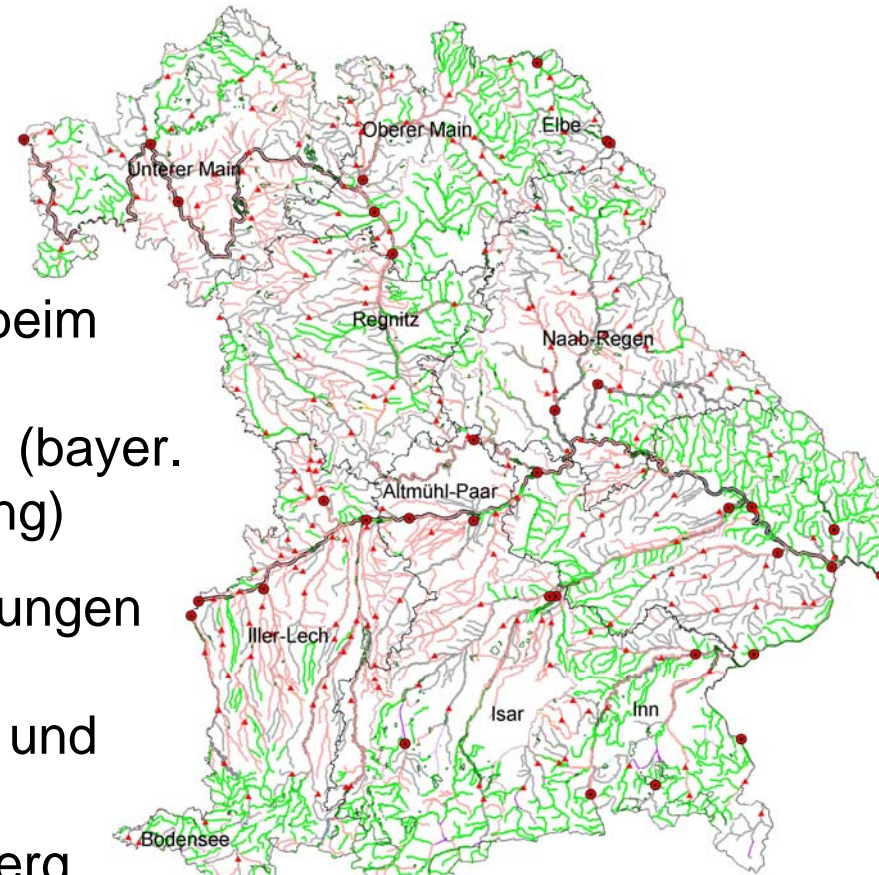 beim
(bayer.
ng)
ungen
und
erg
Oberer Main
Elbe
Unterer Main
Regnitz
Naab-Regen
Altmühl-Paar
Iller-Lech
Isar
Inn
Bodensee